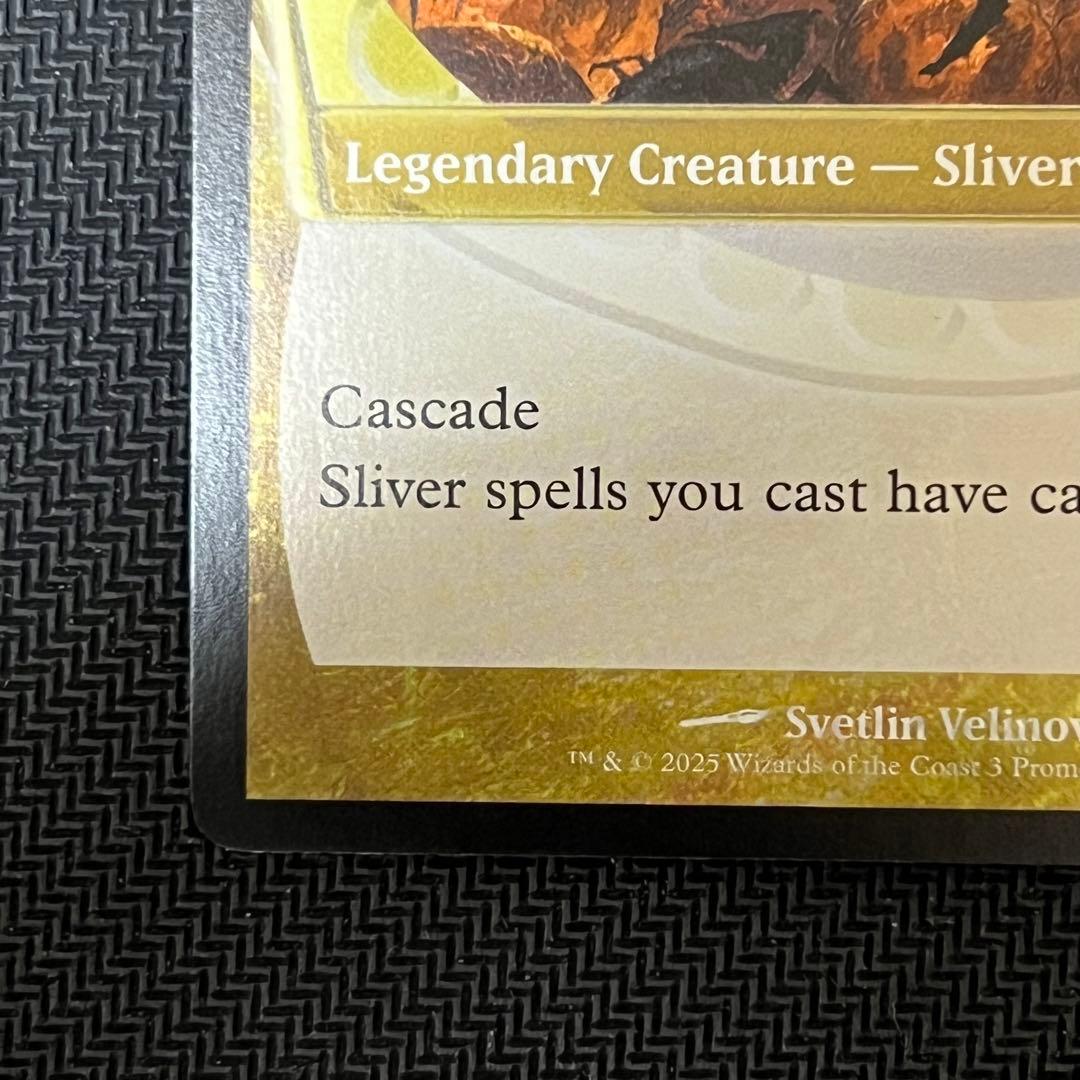 Legendary Creature — Sliver
Cascade
Sliver spells you cast have ca
Svetlin Velinov
™ & © 2025 Wizards of the Coast 3 Prom